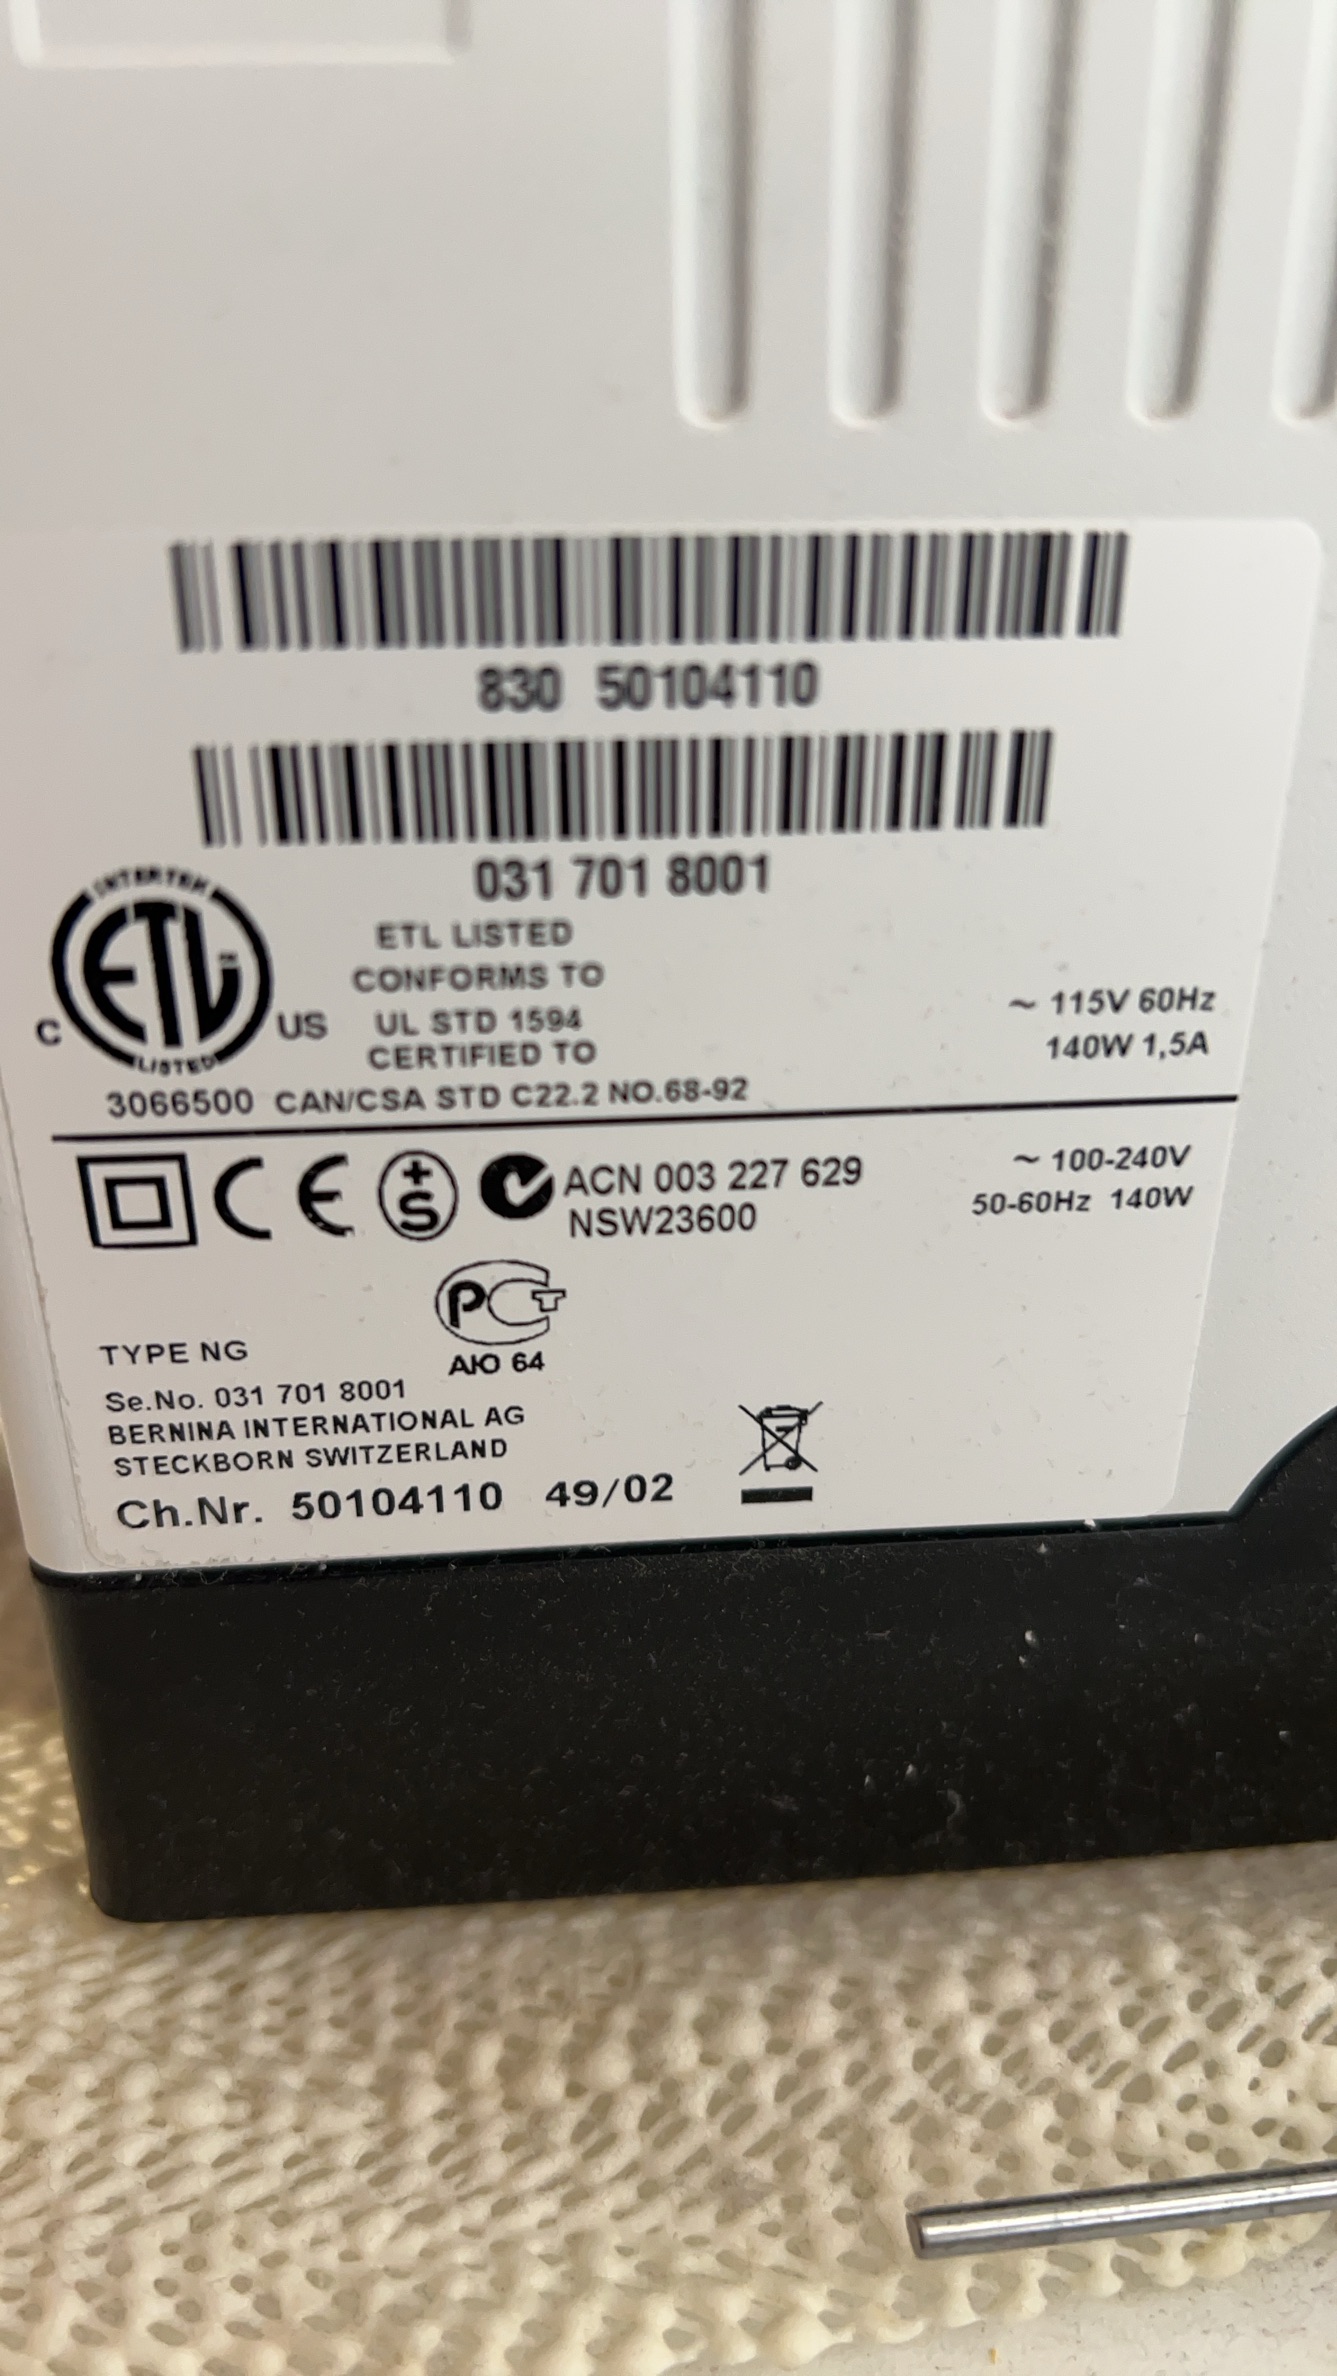 830 50104110
031 701 8001
INTERTEK
ETL
LISTED
C US
ETL LISTED
CONFORMS TO
UL STD 1594
CERTIFIED TO
3066500 CAN/CSA STD C22.2 NO.68-92
~ 115V 60Hz
140W 1,5A
CE +S ACN 003 227 629
NSW23600
~ 100-240V
50-60Hz 140W
РСТ
АЮ 64
TYPE NG
Se.No. 031 701 8001
BERNINA INTERNATIONAL AG
STECKBORN SWITZERLAND
Ch.Nr. 50104110 49/02